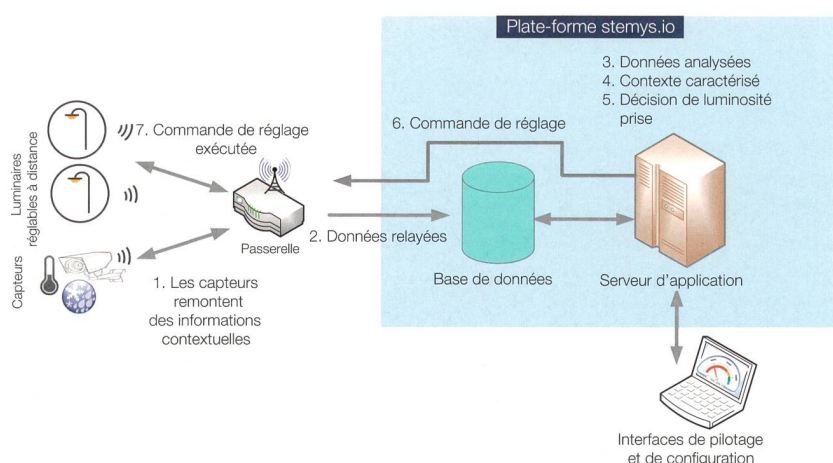 Plate-forme stemys.io
3. Données analysées
4. Contexte caractérisé
5. Décision de luminosité
prise
6. Commande de réglage
7. Commande de réglage
exécutée
Luminaires
réglables à distance
Passerelle
2. Données relayées
Base de données
Serveur d'application
Capteurs
1. Les capteurs
remontent
des informations
contextuelles
Interfaces de pilotage
et de configuration